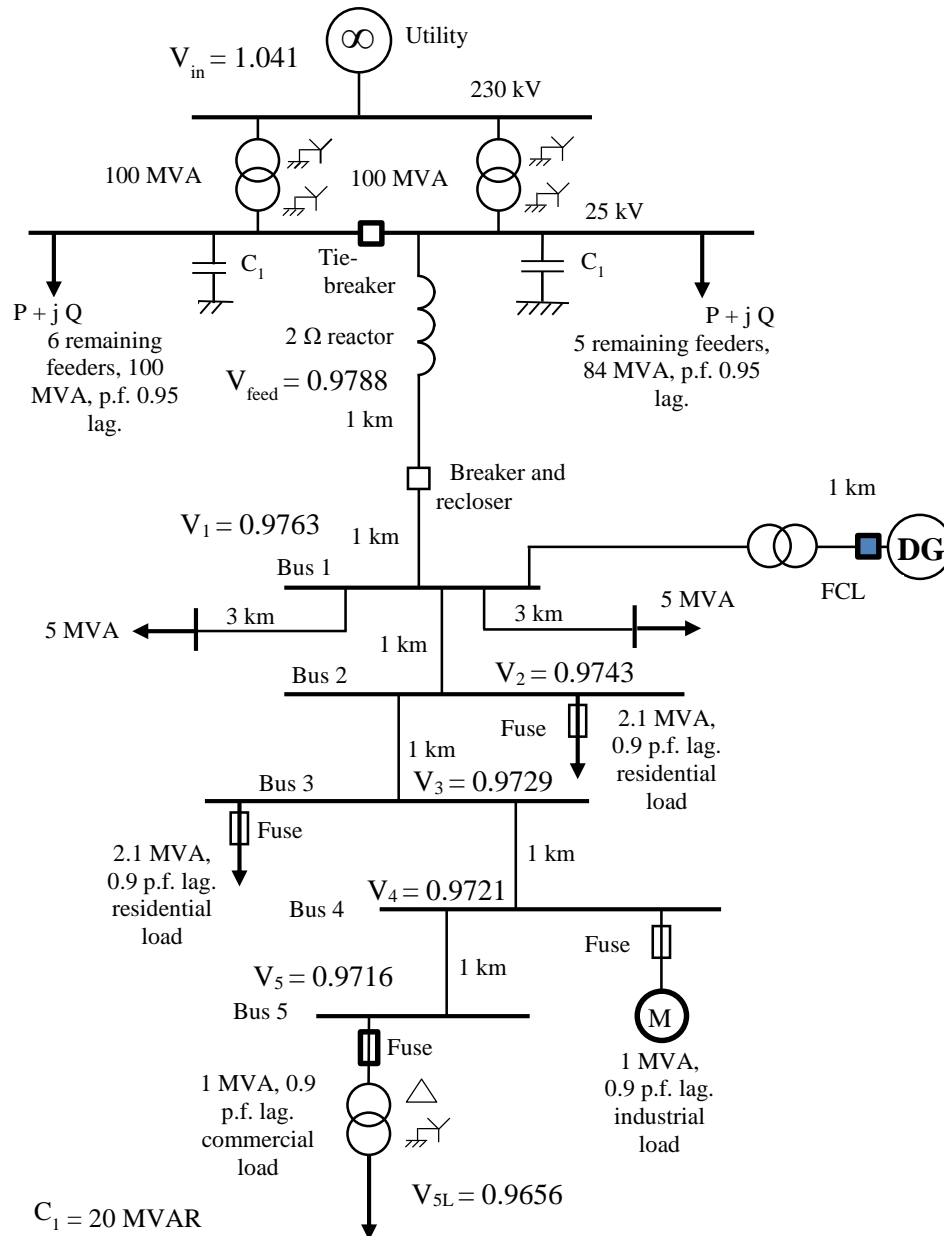 ∞
Utility
V_in = 1.041
230 kV
100 MVA
100 MVA
25 kV
C_1
Tie-
breaker
C_1
P + j Q
6 remaining
feeders, 100
MVA, p.f. 0.95
lag.
2 Ω reactor
P + j Q
5 remaining feeders,
84 MVA, p.f. 0.95
lag.
V_feed = 0.9788
1 km
Breaker and
recloser
1 km
V_1 = 0.9763
1 km
Bus 1
DG
FCL
5 MVA
3 km
3 km
5 MVA
1 km
Bus 2
V_2 = 0.9743
Fuse
2.1 MVA,
0.9 p.f. lag.
residential
load
1 km
Bus 3
V_3 = 0.9729
Fuse
2.1 MVA,
0.9 p.f. lag.
residential
load
1 km
V_4 = 0.9721
Bus 4
Fuse
V_5 = 0.9716
1 km
Bus 5
M
Fuse
1 MVA, 0.9
p.f. lag.
commercial
load
1 MVA,
0.9 p.f. lag.
industrial
load
V_5L = 0.9656
C_1 = 20 MVAR